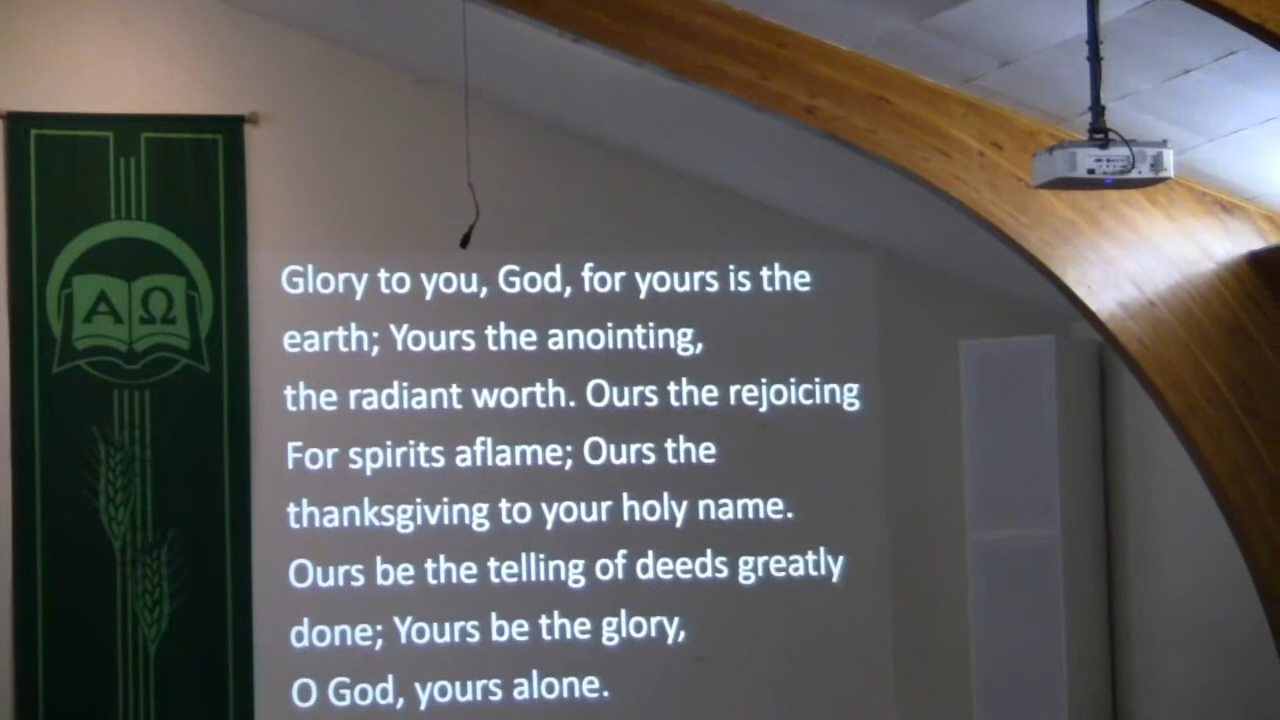 Α Ω
Glory to you, God, for yours is the
earth; Yours the anointing,
the radiant worth. Ours the rejoicing
For spirits aflame; Ours the
thanksgiving to your holy name.
Ours be the telling of deeds greatly
done; Yours be the glory,
O God, yours alone.